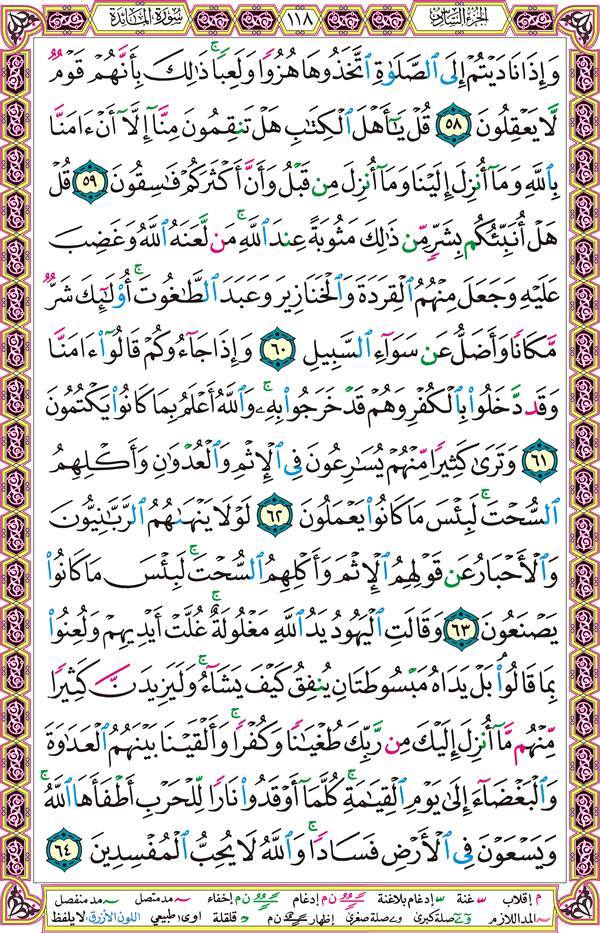 الجزء السادس
١١٨
سورة المائدة
وَإِذَا نَادَيْتُمْ إِلَى الصَّلَوٰةِ اتَّخَذُوهَا هُزُوًا وَلَعِبًا ۚ ذَٰلِكَ بِأَنَّهُمْ قَوْمٌ
لَّا يَعْقِلُونَ ٥٨ قُلْ يَٰٓأَهْلَ الْكِتَٰبِ هَلْ تَنقِمُونَ مِنَّآ إِلَّآ أَنْ ءَامَنَّا
بِاللَّهِ وَمَآ أُنزِلَ إِلَيْنَا وَمَآ أُنزِلَ مِن قَبْلُ وَأَنَّ أَكْثَرَكُمْ فَٰسِقُونَ ٥٩ قُلْ
هَلْ أُنَبِّئُكُم بِشَرٍّ مِّن ذَٰلِكَ مَثُوبَةً عِندَ اللَّهِ ۚ مَن لَّعَنَهُ اللَّهُ وَغَضِبَ
عَلَيْهِ وَجَعَلَ مِنْهُمُ الْقِرَدَةَ وَالْخَنَازِيرَ وَعَبَدَ الطَّٰغُوتَ ۚ أُو۟لَٰٓئِكَ شَرٌّ
مَّكَانًا وَأَضَلُّ عَن سَوَآءِ السَّبِيلِ ٦٠ وَإِذَا جَآءُوكُمْ قَالُوٓا۟ ءَامَنَّا
وَقَد دَّخَلُوا۟ بِالْكُفْرِ وَهُمْ قَدْ خَرَجُوا۟ بِهِۦ ۚ وَاللَّهُ أَعْلَمُ بِمَا كَانُوا۟ يَكْتُمُونَ
٦١ وَتَرَىٰ كَثِيرًا مِّنْهُمْ يُسَٰرِعُونَ فِى الْإِثْمِ وَالْعُدْوَٰنِ وَأَكْلِهِمُ
السُّحْتَ ۚ لَبِئْسَ مَا كَانُوا۟ يَعْمَلُونَ ٦٢ لَوْلَا يَنْهَىٰهُمُ الرَّبَّٰنِيُّونَ
وَالْأَحْبَارُ عَن قَوْلِهِمُ الْإِثْمَ وَأَكْلِهِمُ السُّحْتَ ۚ لَبِئْسَ مَا كَانُوا۟
يَصْنَعُونَ ٦٣ وَقَالَتِ الْيَهُودُ يَدُ اللَّهِ مَغْلُولَةٌ ۚ غُلَّتْ أَيْدِيهِمْ وَلُعِنُوا۟
بِمَا قَالُوا۟ ۘ بَلْ يَدَاهُ مَبْسُوطَتَانِ يُنفِقُ كَيْفَ يَشَآءُ ۚ وَلَيَزِيدَنَّ كَثِيرًا
مِّنْهُم مَّآ أُنزِلَ إِلَيْكَ مِن رَّبِّكَ طُغْيَٰنًا وَكُفْرًا ۚ وَأَلْقَيْنَا بَيْنَهُمُ الْعَدَٰوَةَ
وَالْبَغْضَآءَ إِلَىٰ يَوْمِ الْقِيَٰمَةِ ۚ كُلَّمَآ أَوْقَدُوا۟ نَارًا لِّلْحَرْبِ أَطْفَأَهَا اللَّهُ ۚ
وَيَسْعَوْنَ فِى الْأَرْضِ فَسَادًا ۚ وَاللَّهُ لَا يُحِبُّ الْمُفْسِدِينَ ٦٤
م إقلاب غنة إدغام بلاغنة ن م إدغام ن م إخفاء مد متصل مد منفصل
المد اللازم صلة كبرى صلة صغرى إظهار ن م قلقلة اوى طبيعي اللون الأزرق لا يلفظ